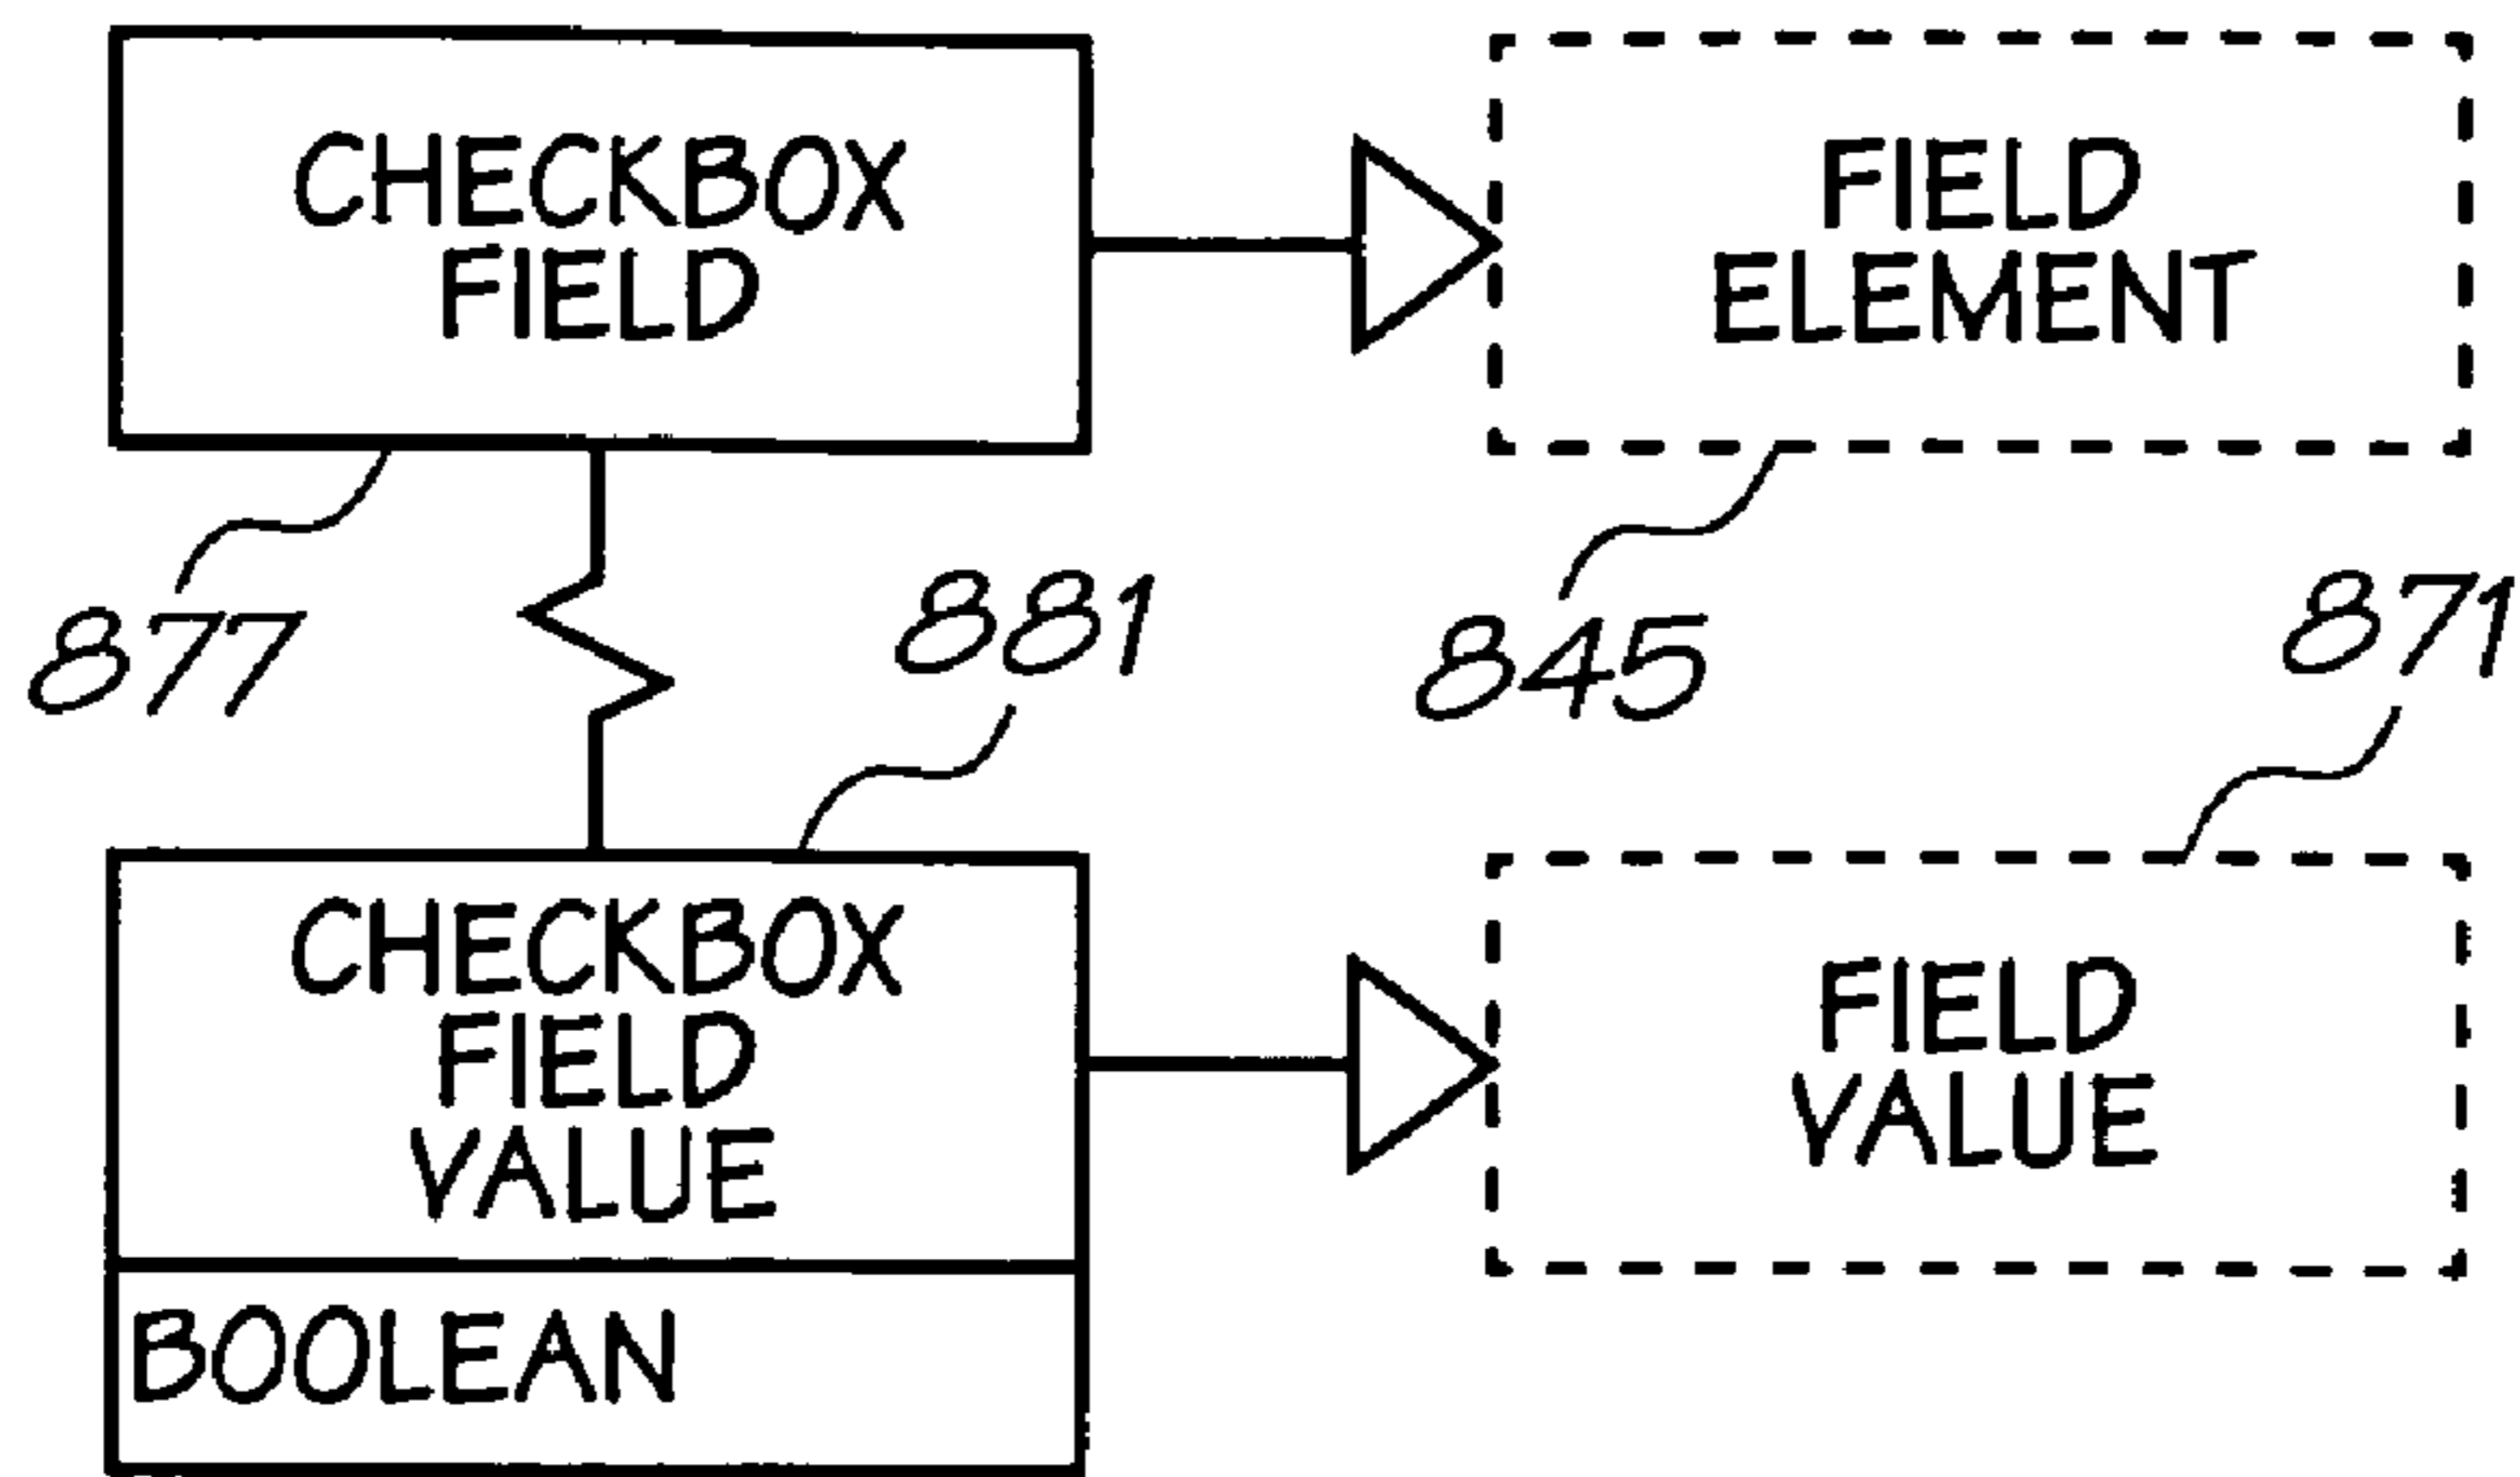 CHECKBOX
FIELD
FIELD
ELEMENT
877
881
845
871
CHECKBOX
FIELD
VALUE
FIELD
VALUE
BOOLEAN